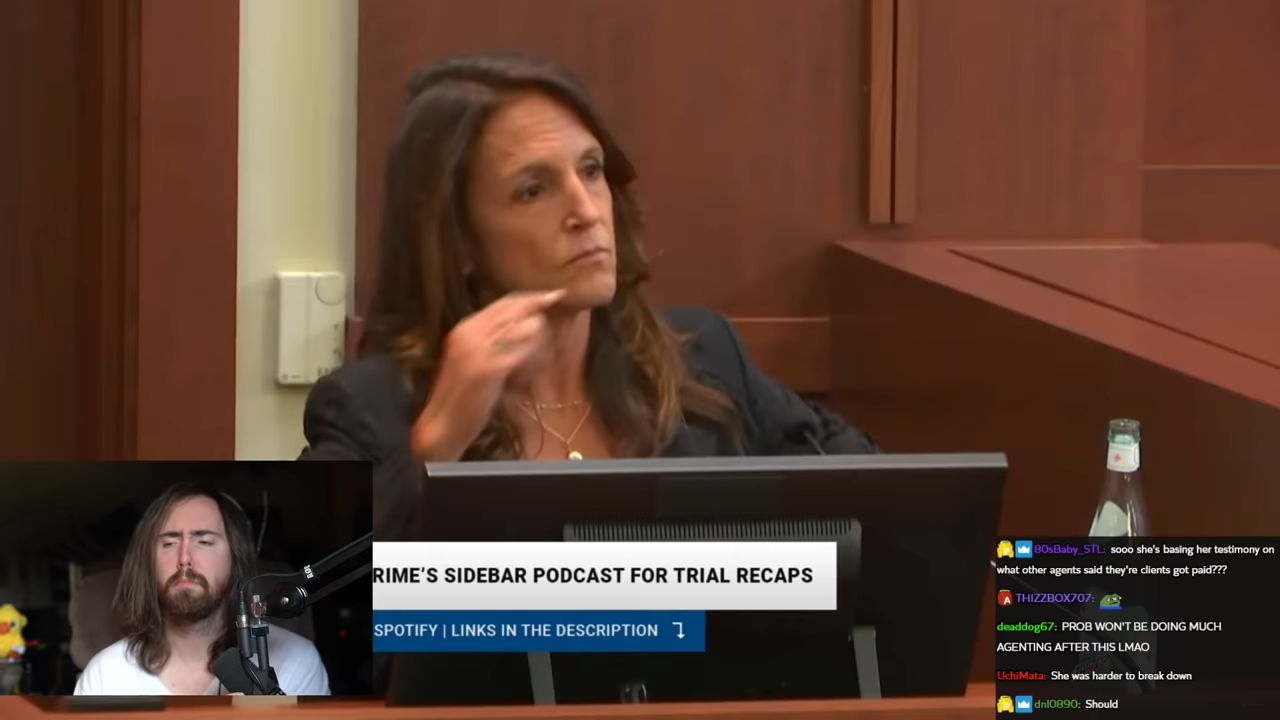 RIME'S SIDEBAR PODCAST FOR TRIAL RECAPS
SPOTIFY | LINKS IN THE DESCRIPTION
80sBaby_STL: sooo she's basing her testimony on
what other agents said they're clients got paid???
THIZZBOX707:
deaddog67: PROB WON'T BE DOING MUCH
AGENTING AFTER THIS LMAO
UchiMata: She was harder to break down
dnl0890: Should